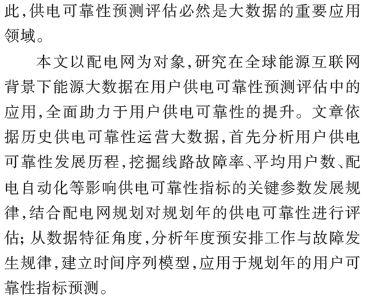 此,供电可靠性预测评估必然是大数据的重要应用
领域。
本文以配电网为对象,研究在全球能源互联网
背景下能源大数据在用户供电可靠性预测评估中的
应用,全面助力于用户供电可靠性的提升。文章依
据历史供电可靠性运营大数据,首先分析用户供电
可靠性发展历程,挖掘线路故障率、平均用户数、配
电自动化等影响供电可靠性指标的关键参数发展规
律,结合配电网规划对规划年的供电可靠性进行评
估;从数据特征角度,分析年度预安排工作与故障发
生规律,建立时间序列模型,应用于规划年的用户可
靠性指标预测。